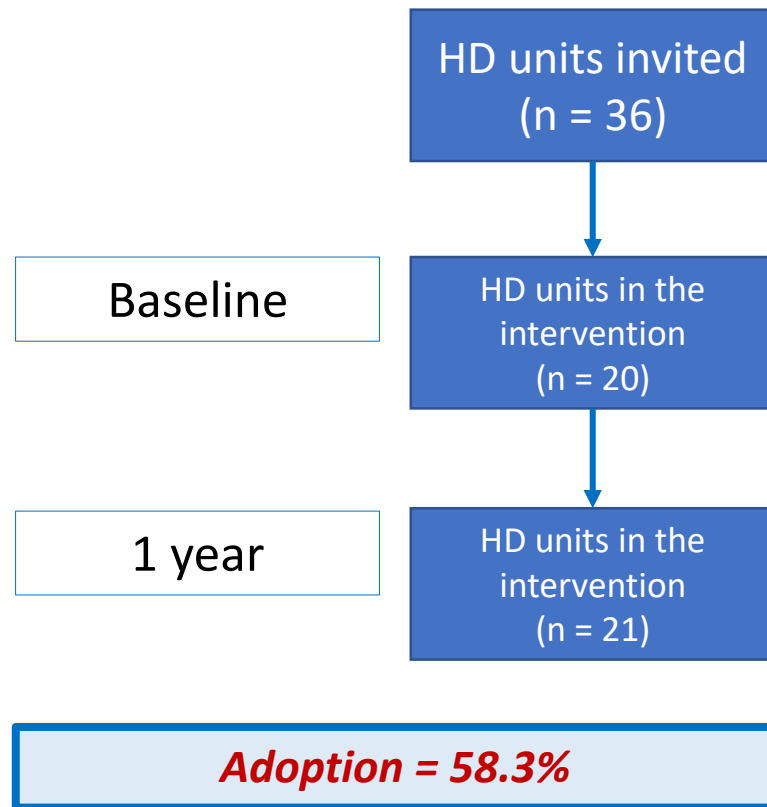 HD units invited
(n = 36)
Baseline
HD units in the
intervention
(n = 20)
1 year
HD units in the
intervention
(n = 21)
Adoption = 58.3%